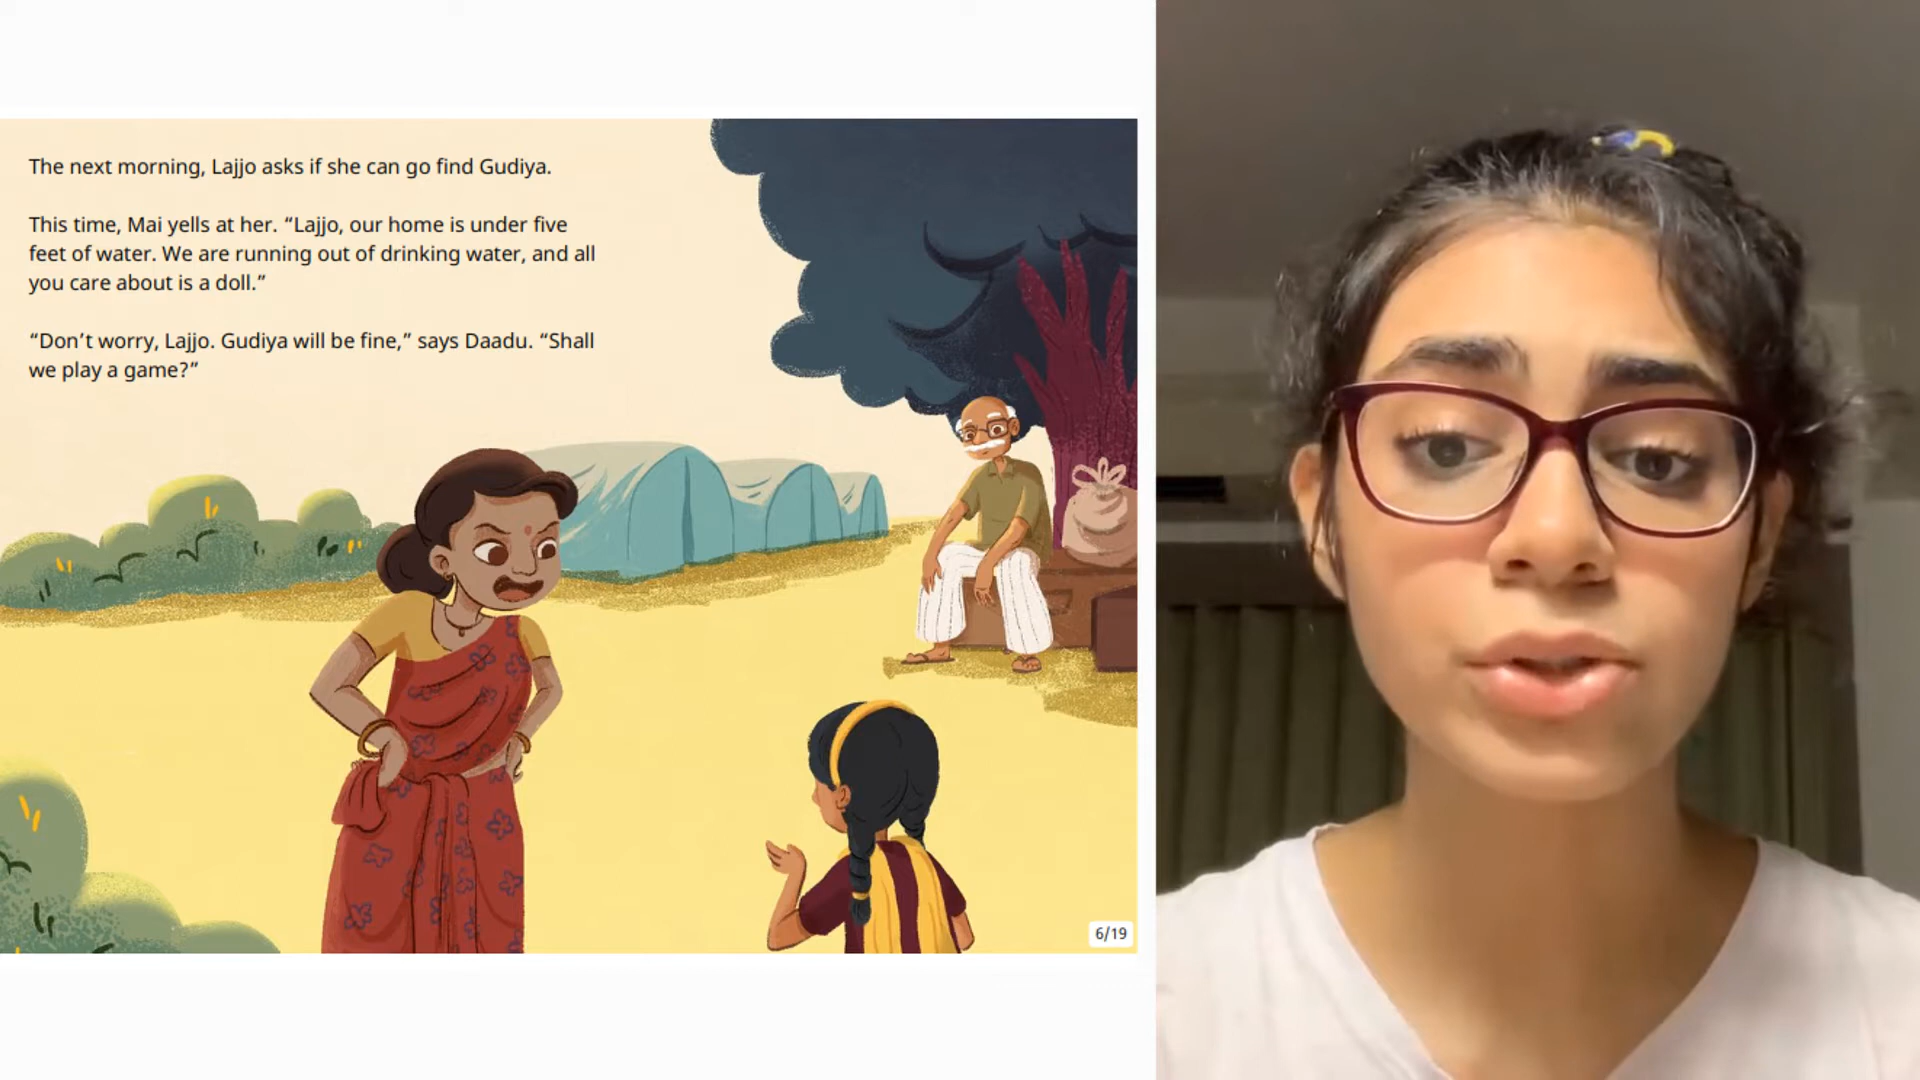 The next morning, Lajjo asks if she can go find Gudiya.
This time, Mai yells at her. “Lajjo, our home is under five
feet of water. We are running out of drinking water, and all
you care about is a doll.”
“Don’t worry, Lajjo. Gudiya will be fine,” says Daadu. “Shall
we play a game?”
6/19